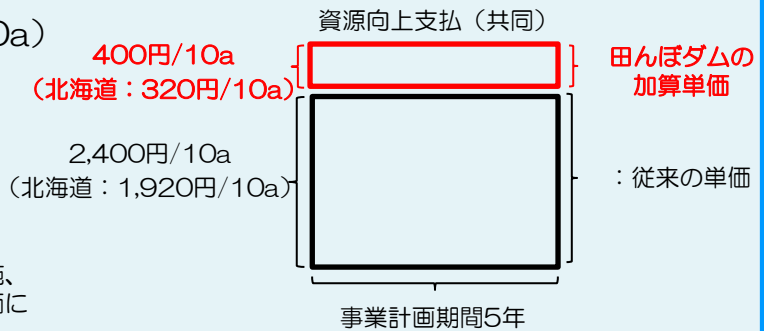 資源向上支払（共同）
0a）
400円/10a
（北海道：320円/10a）
田んぼダムの
加算単価
2,400円/10a
（北海道：1,920円/10a）
：従来の単価
、
に
事業計画期間5年